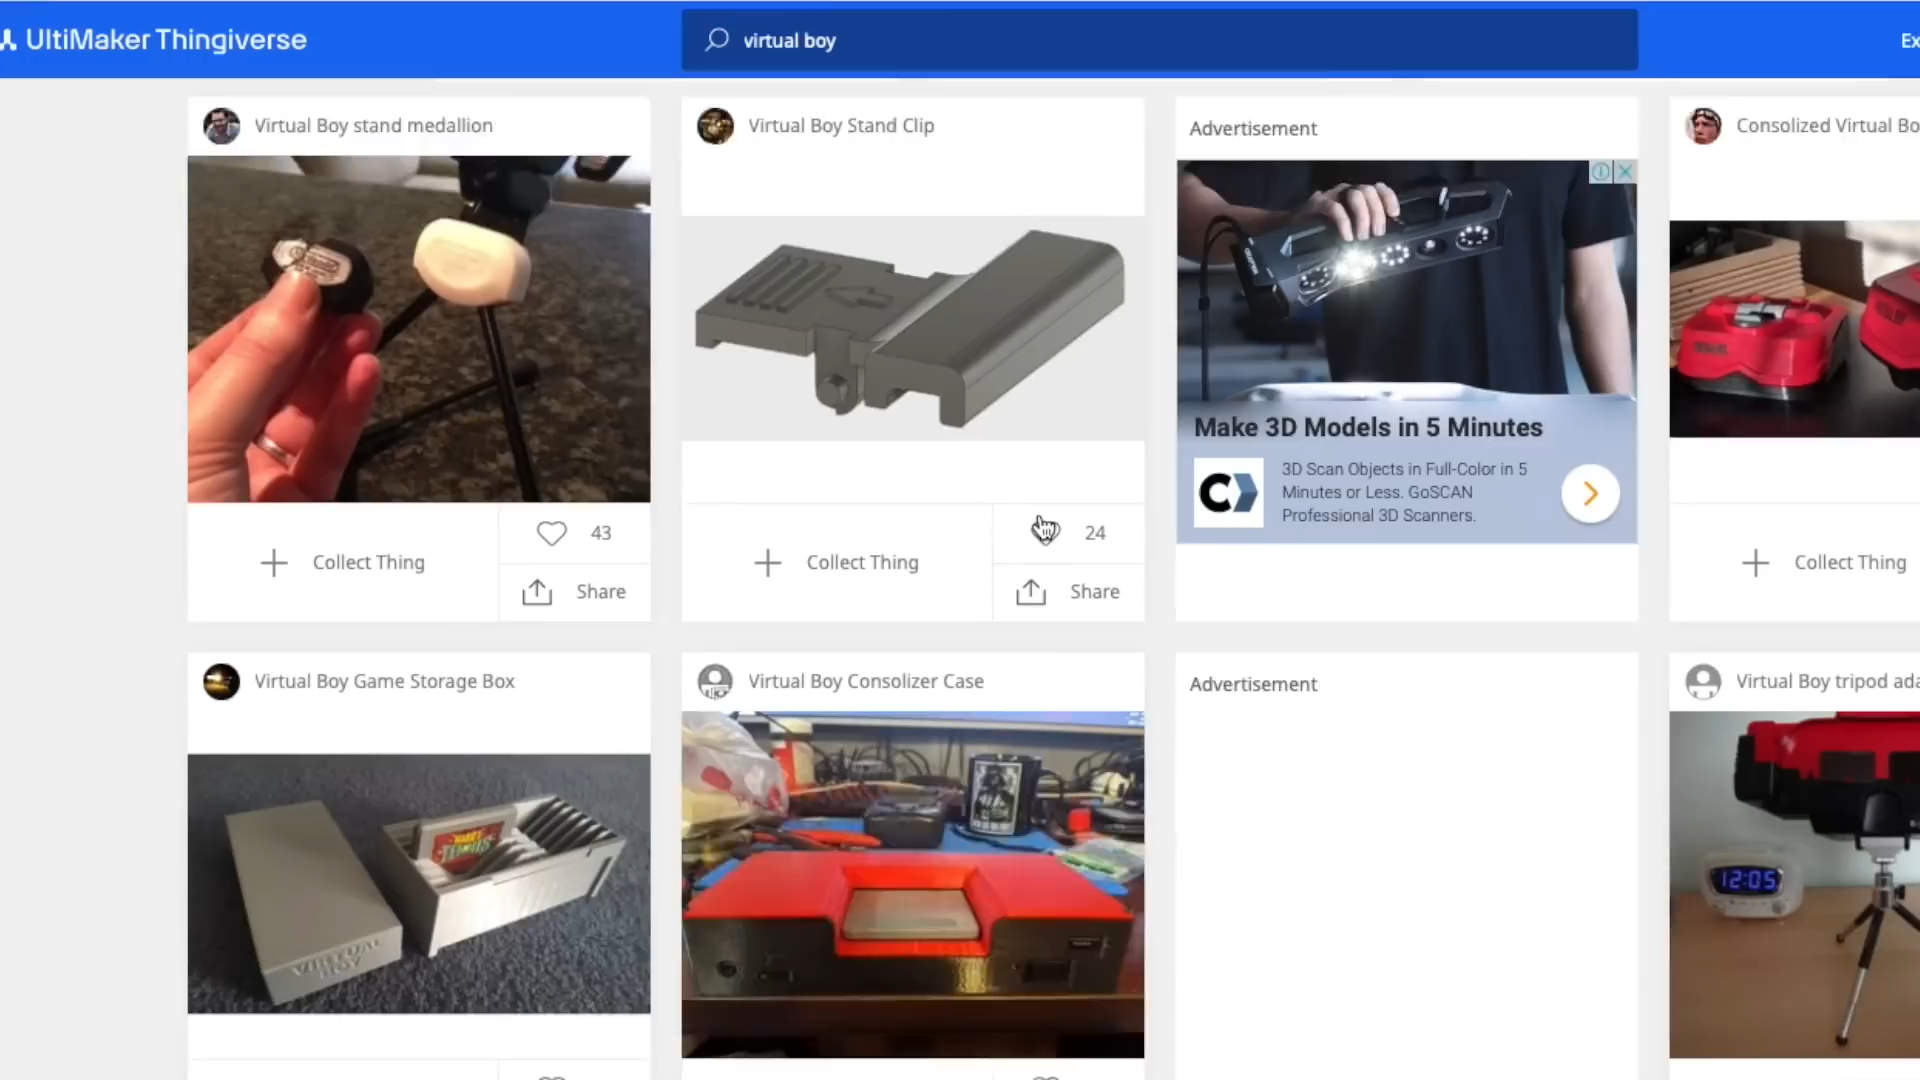 UltiMaker Thingiverse
virtual boy
Ex
Virtual Boy stand medallion
Virtual Boy Stand Clip
Advertisement
Consolized Virtual Bo
Make 3D Models in 5 Minutes
3D Scan Objects in Full-Color in 5
Minutes or Less. GoSCAN
Professional 3D Scanners.
Collect Thing
43
Share
Collect Thing
24
Share
Collect Thing
Virtual Boy Game Storage Box
Virtual Boy Consolizer Case
Advertisement
Virtual Boy tripod ada
VIRTUAL
BOY
12:05